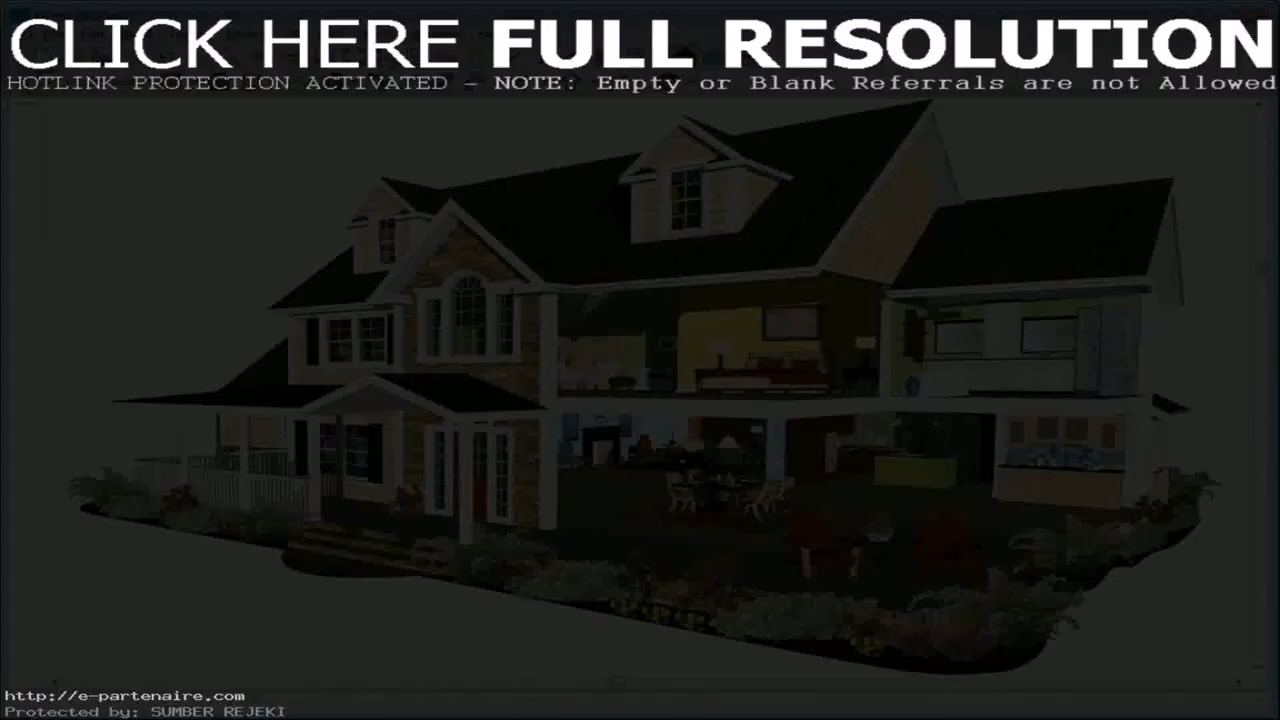 CLICK HERE FULL RESOLUTION
HOTLINK PROTECTION ACTIVATED - NOTE: Empty or Blank Referrals are not Allowed
http://e-partenaire.com
Protected by: SUMBER REJEKI